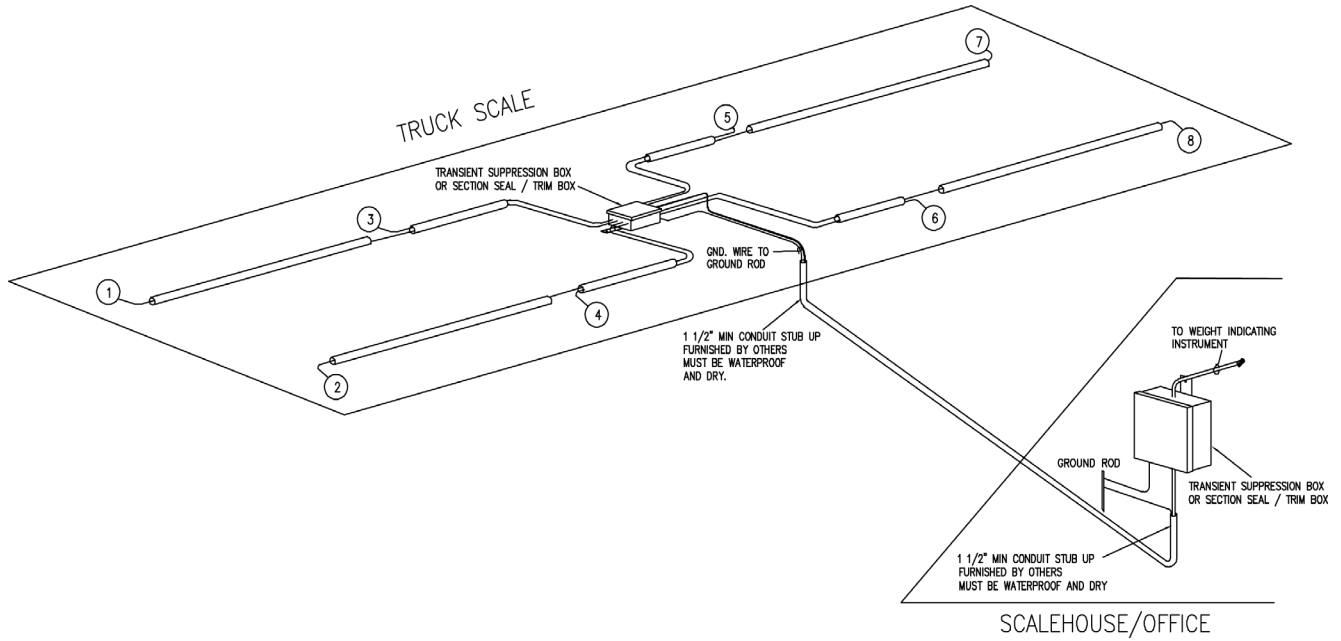 TRUCK SCALE
7
5
8
TRANSIENT SUPPRESSION BOX
OR SECTION SEAL / TRIM BOX
3
6
GND. WIRE TO
GROUND ROD
1
4
2
1 1/2" MIN CONDUIT STUB UP
FURNISHED BY OTHERS
MUST BE WATERPROOF
AND DRY.
TO WEIGHT INDICATING
INSTRUMENT
GROUND ROD
TRANSIENT SUPPRESSION BOX
OR SECTION SEAL / TRIM BOX
1 1/2" MIN CONDUIT STUB UP
FURNISHED BY OTHERS
MUST BE WATERPROOF AND DRY
SCALEHOUSE/OFFICE